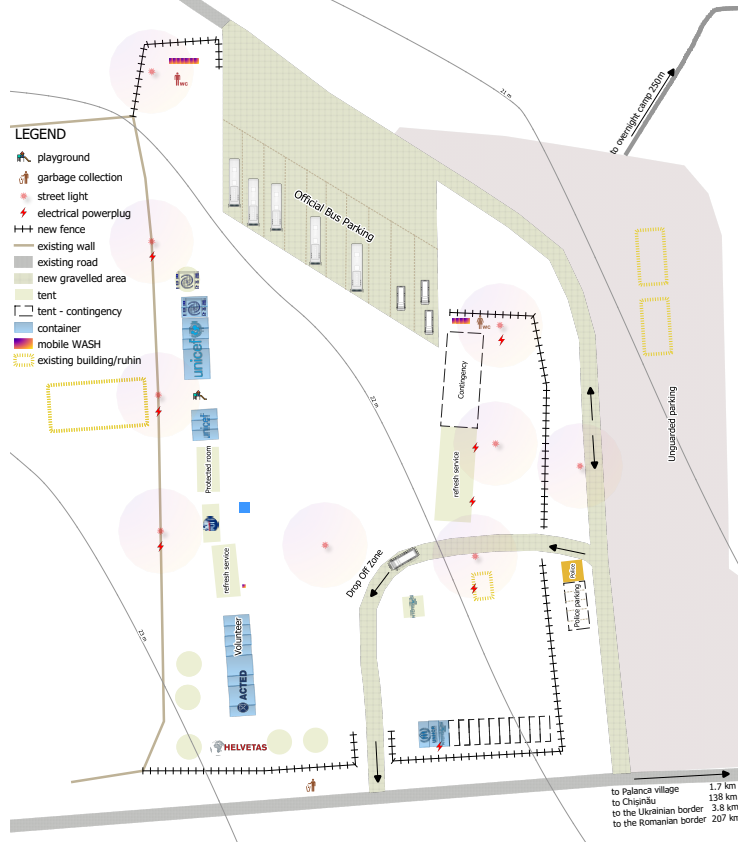 to overnight camp 250m
21 m
WC
LEGEND
playground
garbage collection
street light
electrical powerplug
new fence
existing wall
existing road
new gravelled area
tent
tent - contingency
container
mobile WASH
existing building/ruhin
Official Bus Parking
unicef
WC
Contingency
Unguarded parking
22 m
unicef
Protected room
refresh service
refresh service
Drop Off Zone
Police
Police parking
Volunteer
ACTED
23 m
HELVETAS
to Palanca village 1.7 km
to Chişinău 138 km
to the Ukrainian border 3.8 km
to the Romanian border 207 km